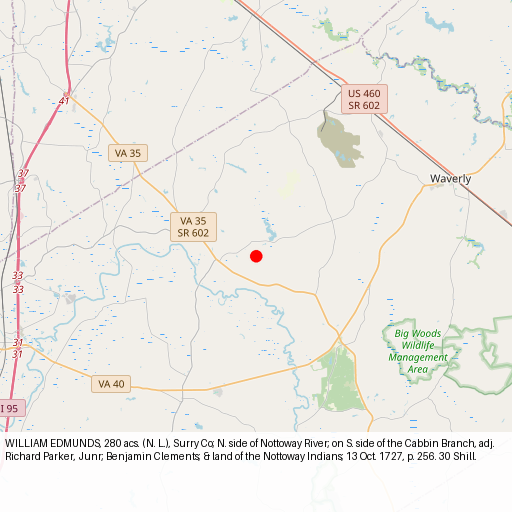 US 460
SR 602
41
VA 35
37
37
Waverly
VA 35
SR 602
33
33
Big Woods
Wildlife
Management
Area
31
31
VA 40
I 95
WILLIAM EDMUNDS, 280 acs. (N. L.), Surry Co; N. side of Nottoway River; on S. side of the Cabbin Branch, adj.
Richard Parker, Junr; Benjamin Clements; & land of the Nottoway Indians; 13 Oct. 1727, p. 256. 30 Shill.